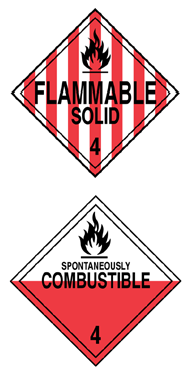 FLAMMABLE
SOLID
4
SPONTANEOUSLY
COMBUSTIBLE
4